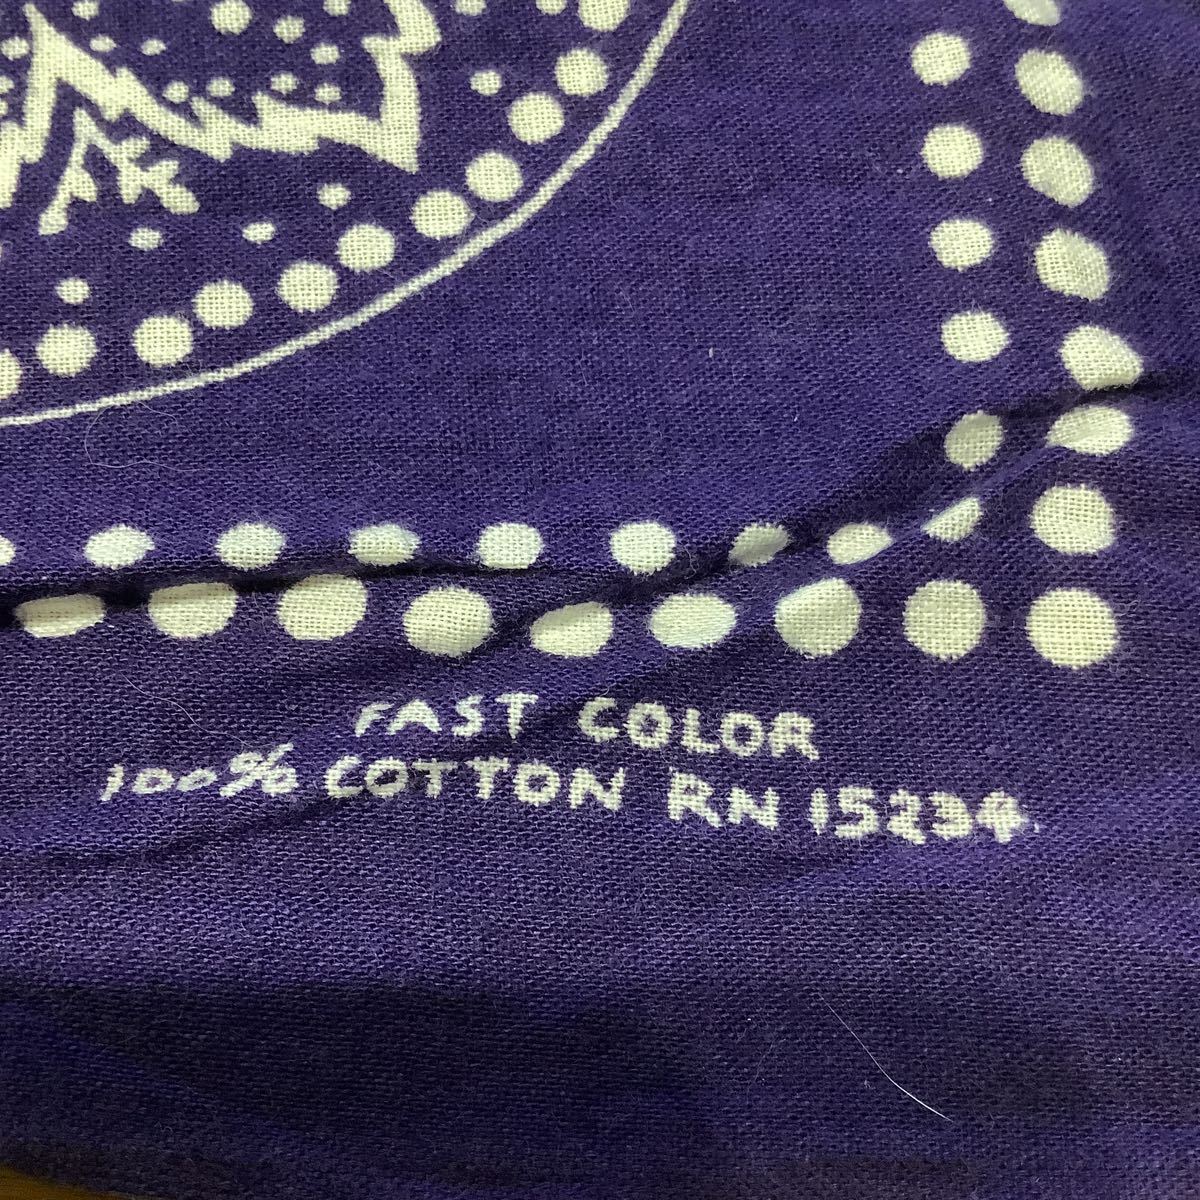 FAST COLOR
100% COTTON RN 15234